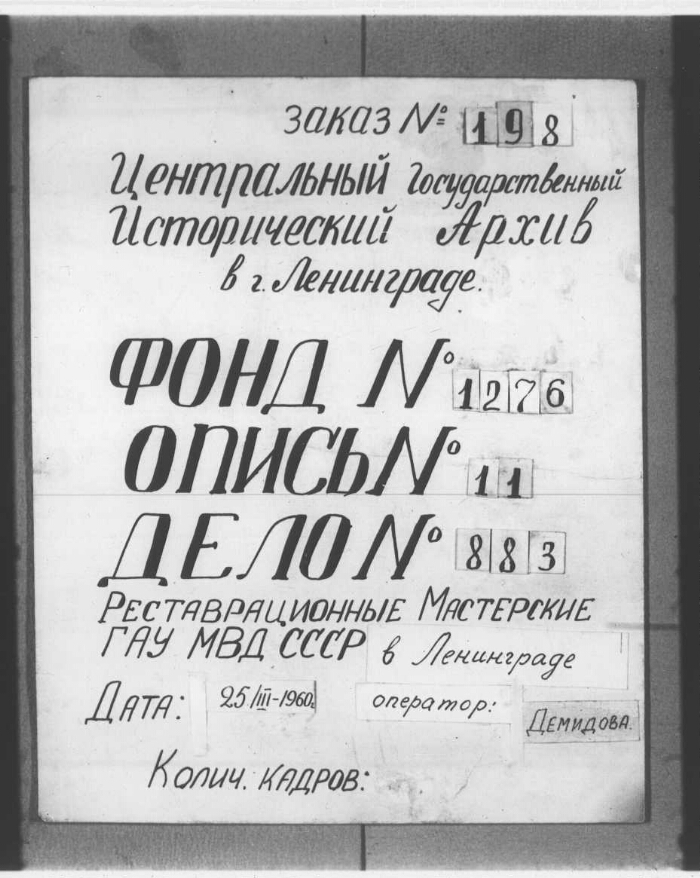 заказ № 198
Центральный Государственный
Исторический Архив
в г. Ленинграде.
ФОНД № 1276
ОПИСЬ № 11
ДЕЛО № 883
Реставрационные Мастерские
ГАУ МВД СССР в Ленинграде
Дата: 25/III-1960г. оператор: Демидова.
Колич. кадров: